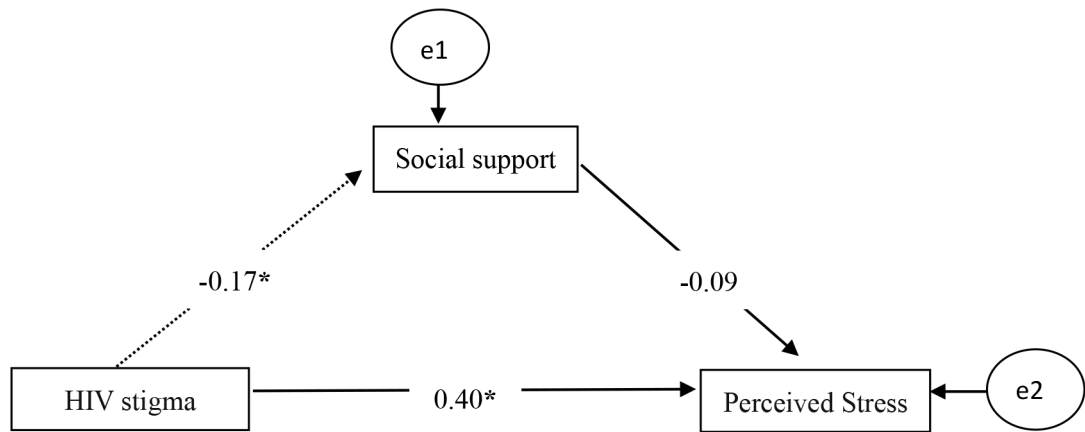 e1
Social support
-0.17*
-0.09
HIV stigma
0.40*
Perceived Stress
e2